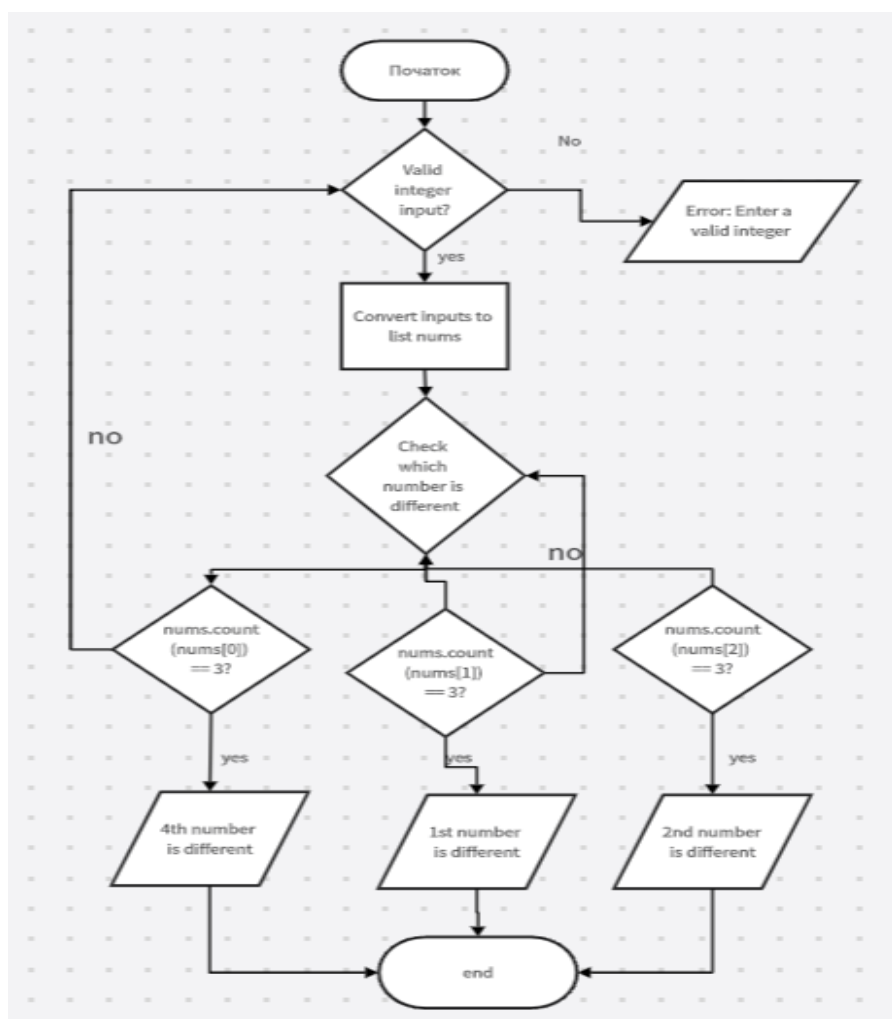 Початок
No
Valid
integer
input?
Error: Enter a
valid integer
yes
Convert inputs to
list nums
no
Check
which
number is
different
no
nums.count
(nums[0])
== 3?
nums.count
(nums[1])
== 3?
nums.count
(nums[2])
== 3?
yes
yes
yes
4th number
is different
1st number
is different
2nd number
is different
end